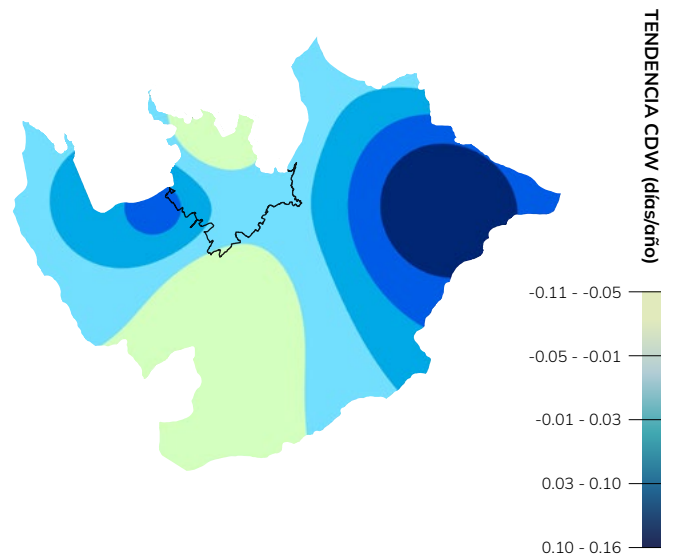 TENDENCIA CDW (días/año)
-0.11 - -0.05
-0.05 - -0.01
-0.01 - 0.03
0.03 - 0.10
0.10 - 0.16